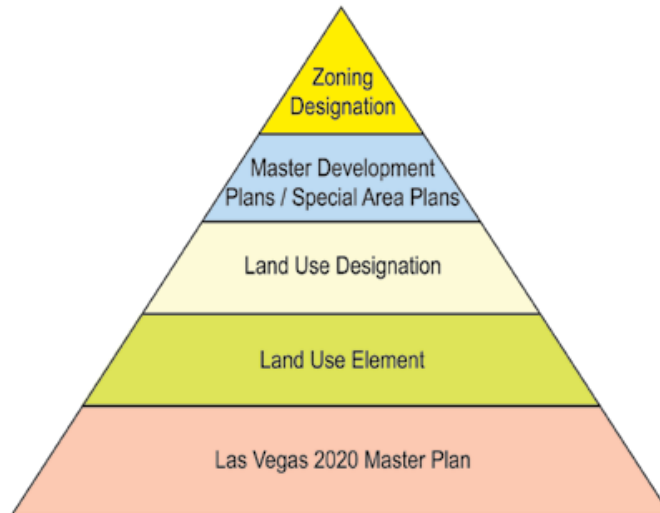 Zoning
Designation
Master Development
Plans / Special Area Plans
Land Use Designation
Land Use Element
Las Vegas 2020 Master Plan